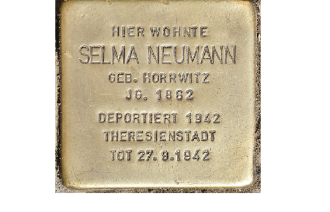 HIER WOHNTE
SELMA NEUMANN
GEB. HORRWITZ
JG. 1862
DEPORTIERT 1942
THERESIENSTADT
TOT 27.9.1942